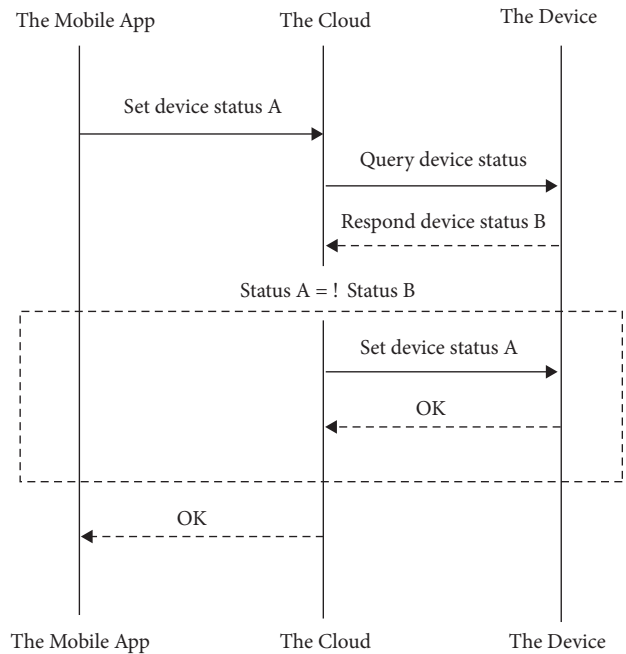 The Mobile App
The Cloud
The Device
Set device status A
Query device status
Respond device status B
Status A = ! Status B
Set device status A
OK
OK
The Mobile App
The Cloud
The Device